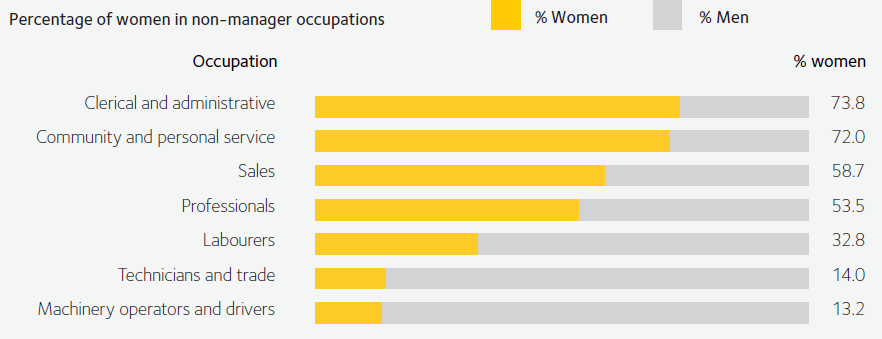 Percentage of women in non-manager occupations
% Women
% Men
Occupation
% women
Clerical and administrative 73.8
Community and personal service 72.0
Sales 58.7
Professionals 53.5
Labourers 32.8
Technicians and trade 14.0
Machinery operators and drivers 13.2